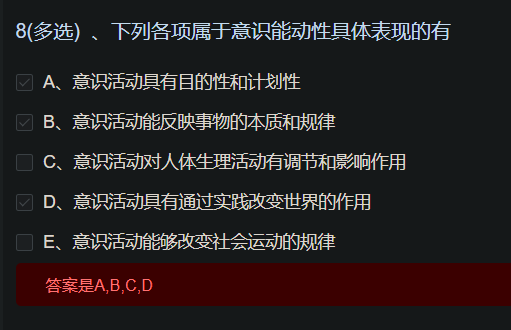 8(多选) 、下列各项属于意识能动性具体表现的有
A、意识活动具有目的性和计划性
B、意识活动能反映事物的本质和规律
C、意识活动对人体生理活动有调节和影响作用
D、意识活动具有通过实践改变世界的作用
E、意识活动能够改变社会运动的规律
答案是A,B,C,D